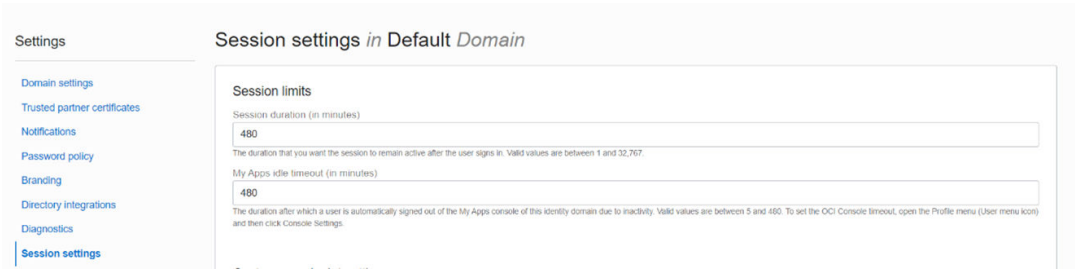 Settings
Session settings in Default Domain
Domain settings
Trusted partner certificates
Notifications
Password policy
Branding
Directory integrations
Diagnostics
Session settings
Session limits
Session duration (in minutes)
480
The duration that you want the session to remain active after the user signs in. Valid values are between 1 and 32,767.
My Apps idle timeout (in minutes)
480
The duration after which a user is automatically signed out of the My Apps console of this identity domain due to inactivity. Valid values are between 5 and 480. To set the OCI Console timeout, open the Profile menu (User menu icon)
and then click Console Settings.